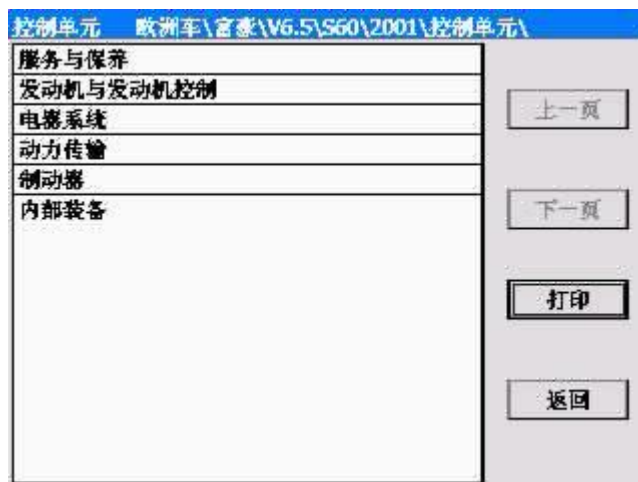 控制单元 欧洲车\富豪\V6.5\S60\2001\控制单元\
服务与保养
发动机与发动机控制
电器系统
动力传输
制动器
内部装备
上一页
下一页
打印
返回